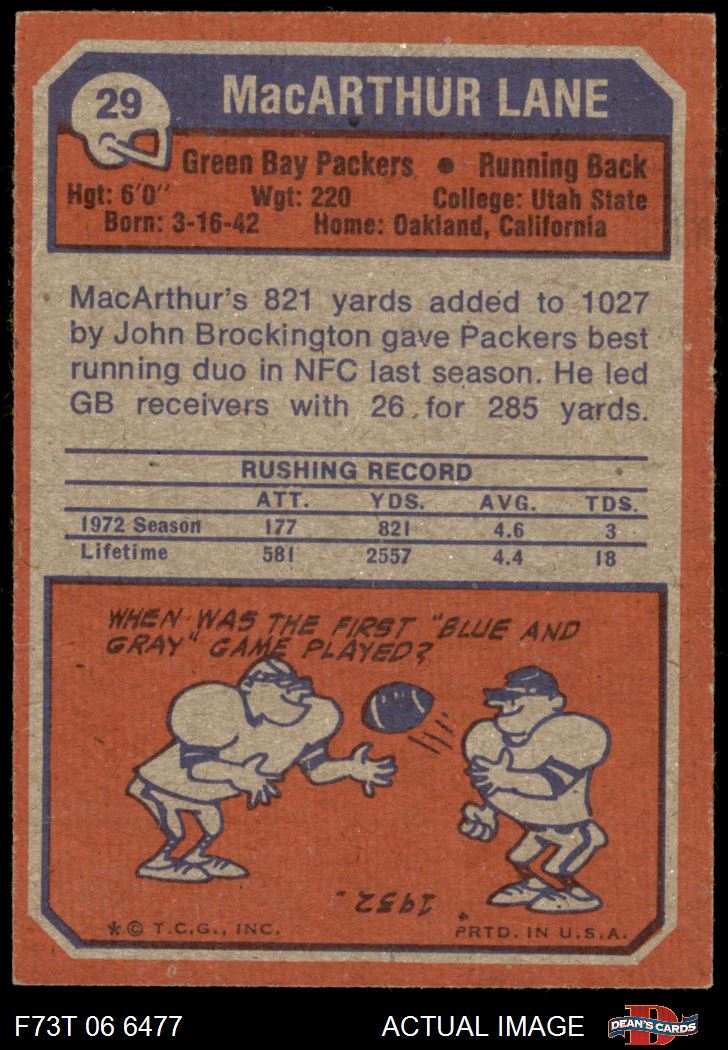 29
MacARTHUR LANE
Green Bay Packers • Running Back
Hgt: 6'0" Wgt: 220 College: Utah State
Born: 3-16-42 Home: Oakland, California
MacArthur's 821 yards added to 1027
by John Brockington gave Packers best
running duo in NFC last season. He led
GB receivers with 26 for 285 yards.
RUSHING RECORD
ATT. YDS. AVG. TDS.
1972 Season 177 821 4.6 3
Lifetime 581 2557 4.4 18
WHEN WAS THE FIRST "BLUE AND
GRAY" GAME PLAYED?
1952.
* © T.C.G., INC. PRTD. IN U.S.A.
F73T 06 6477 ACTUAL IMAGE
D
DEAN'S CARDS